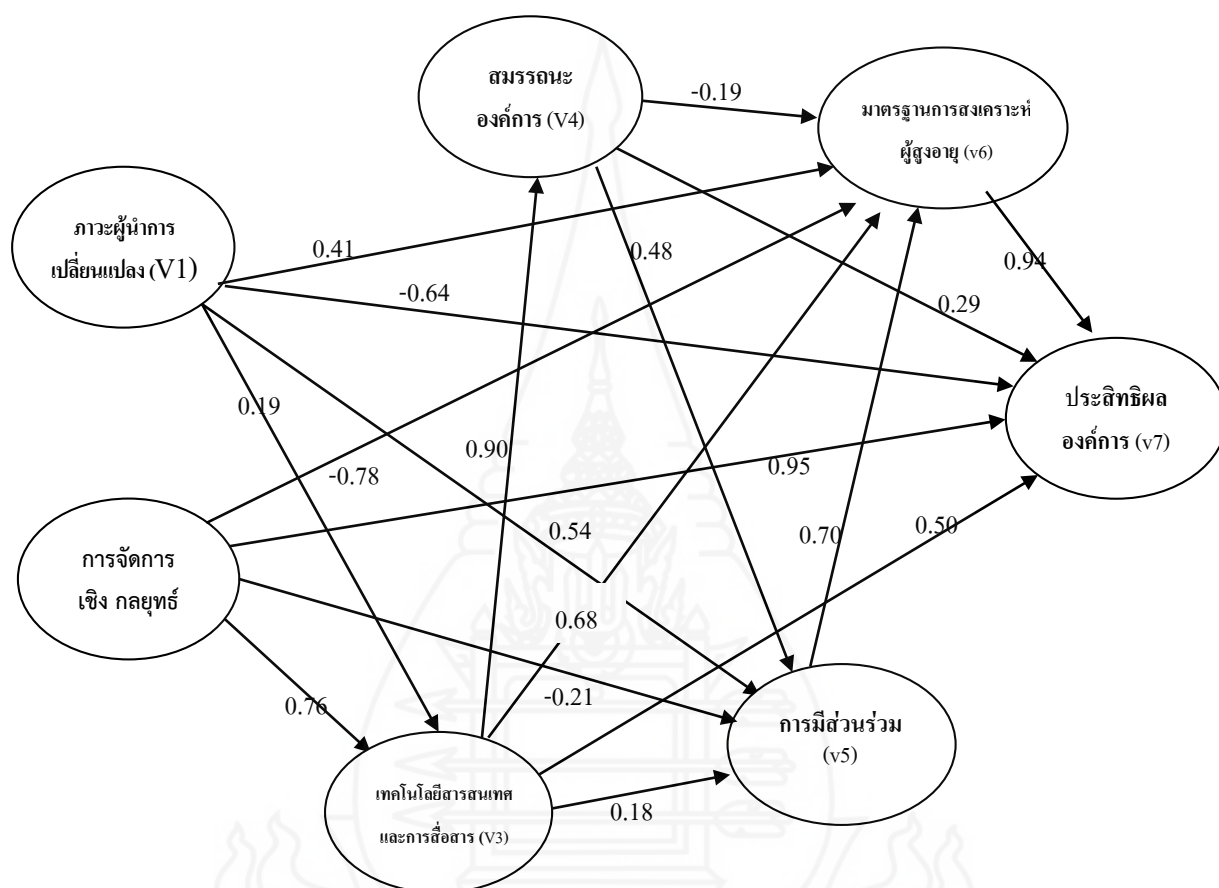 สมรรถนะ
องค์การ (V4)
-0.19
มาตรฐานการสงเคราะห์
ผู้สูงอายุ (v6)
ภาวะผู้นำการ
เปลี่ยนแปลง (V1)
0.41
0.48
0.94
-0.64
0.29
ประสิทธิผล
องค์การ (v7)
0.19
0.90
-0.78
0.95
การจัดการ
เชิง กลยุทธ์
0.54
0.70
0.50
0.68
-0.21
0.76
การมีส่วนร่วม
(v5)
เทคโนโลยีสารสนเทศ
และการสื่อสาร (V3)
0.18